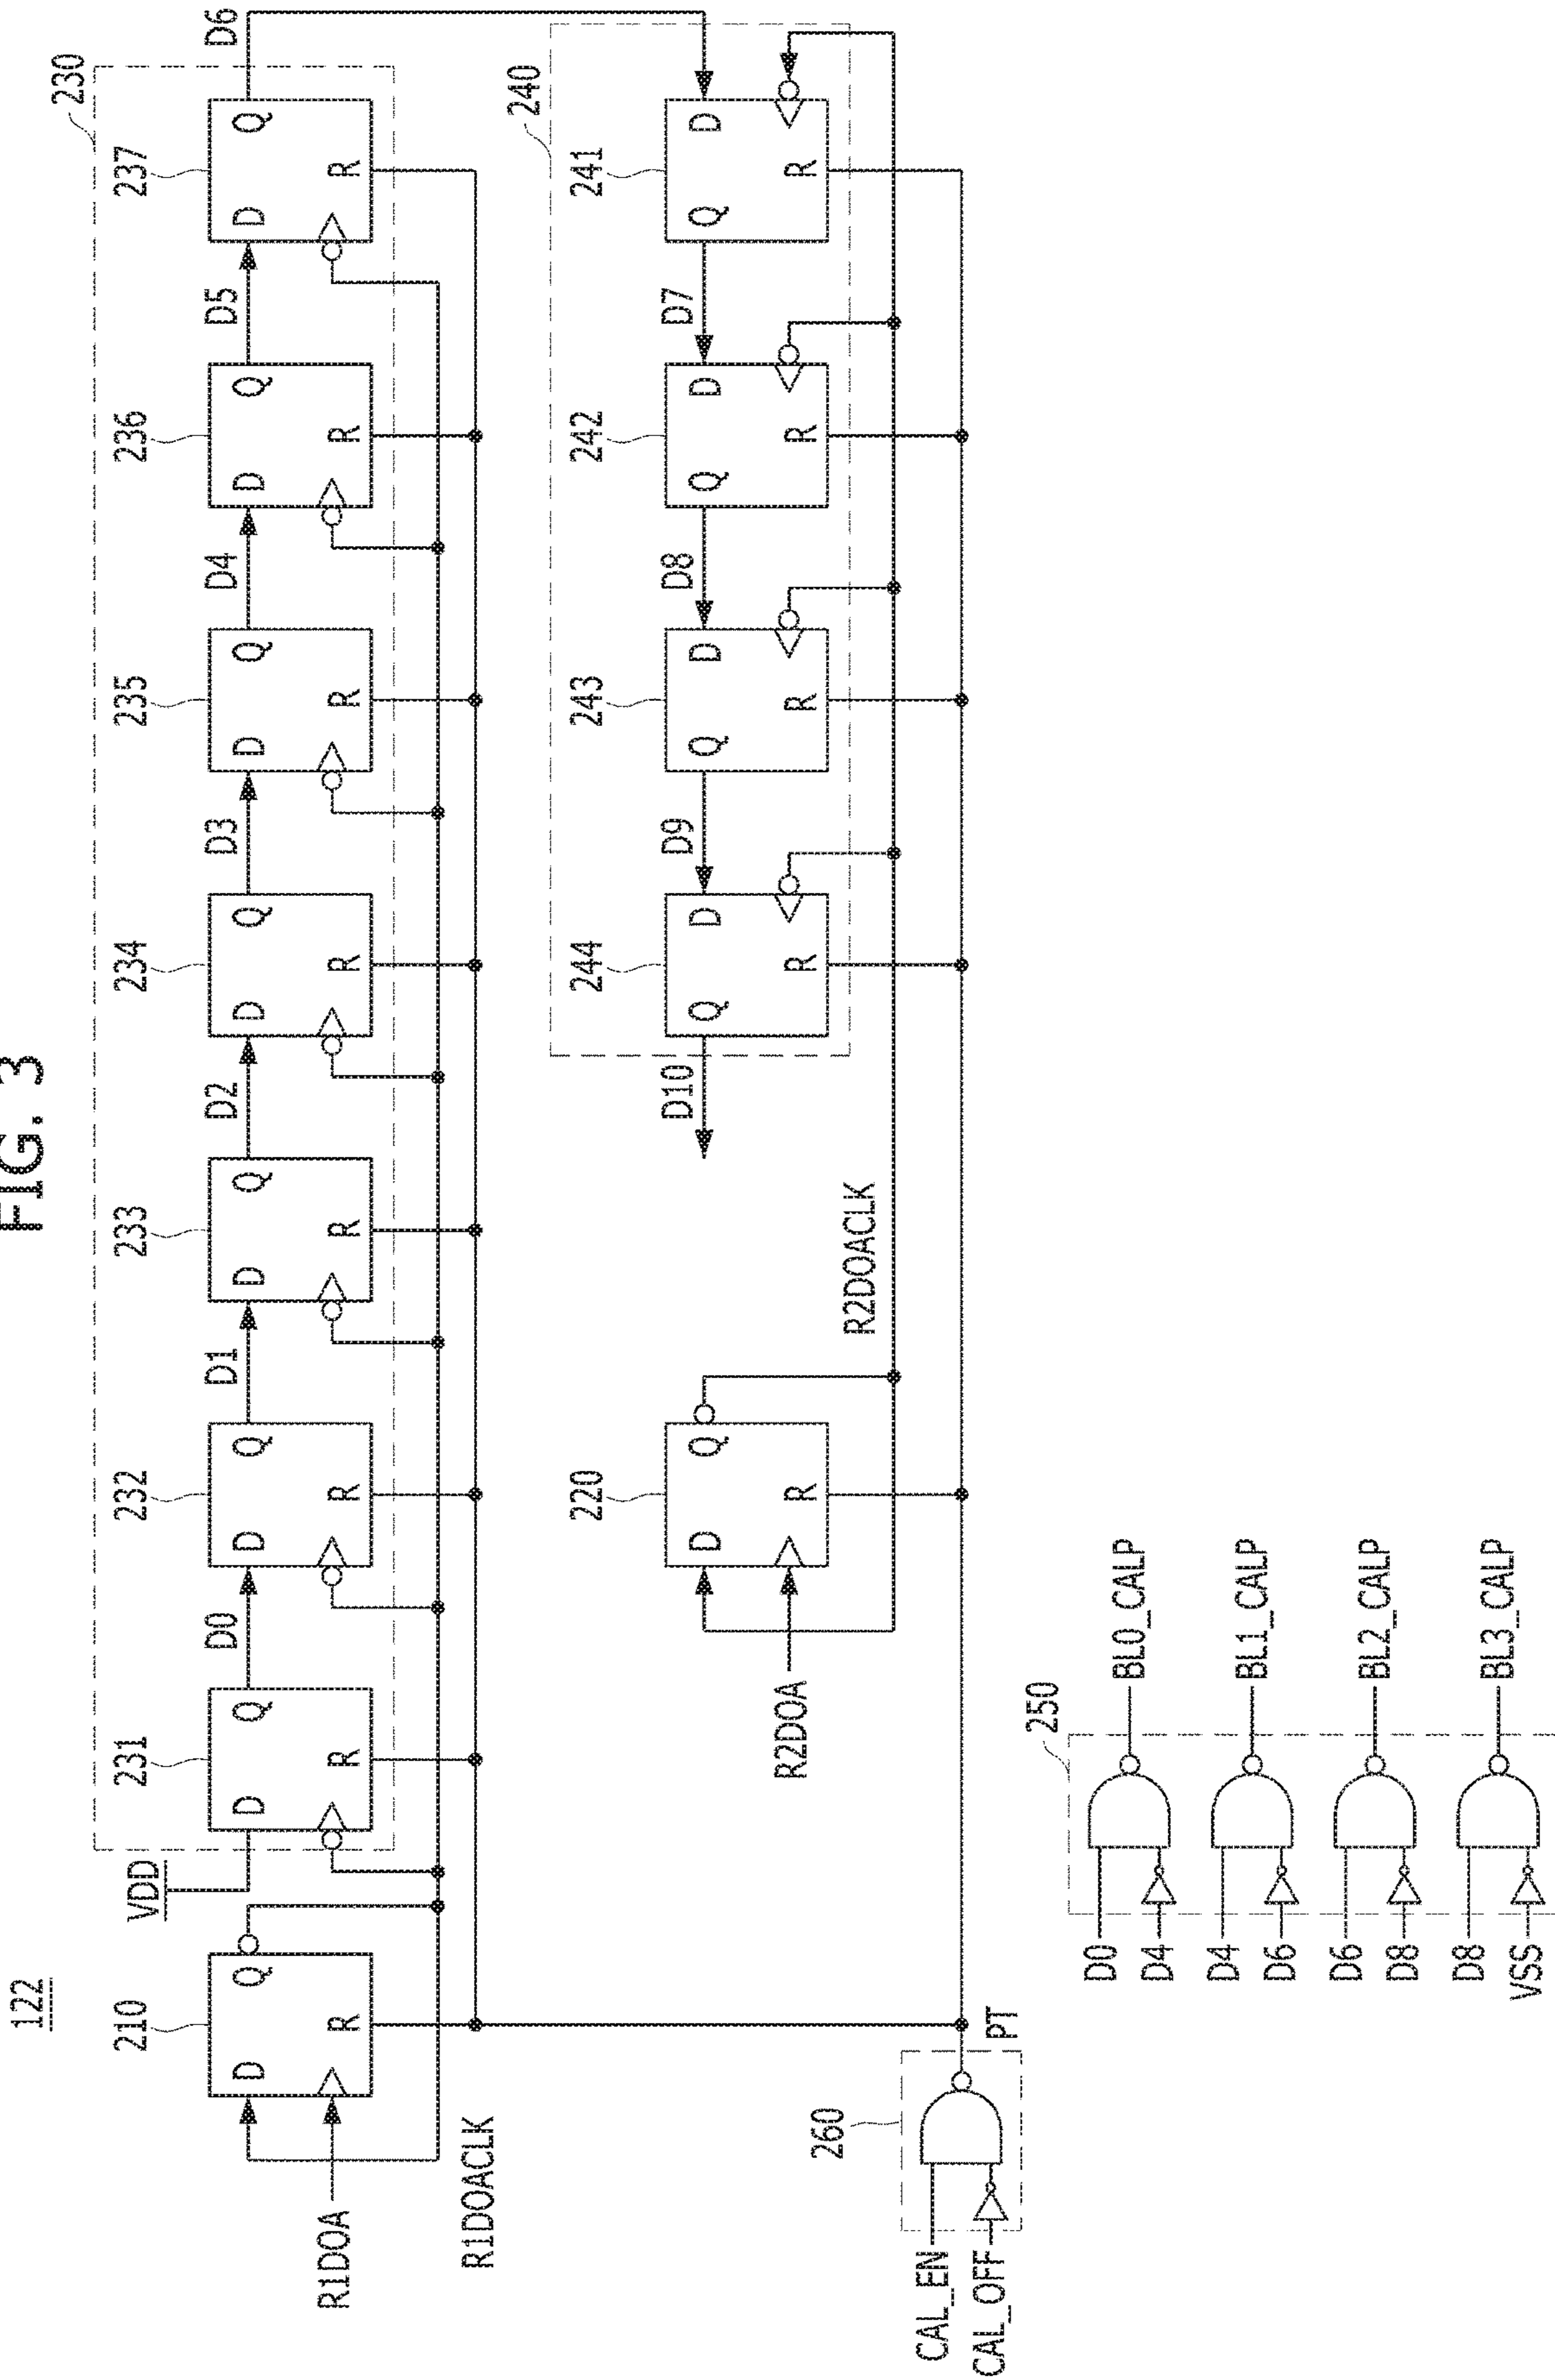 FIG. 3
122
230
210
231
232
233
234
235
236
237
VDD
D0
D1
D2
D3
D4
D5
D6
D Q
R
D Q
R
D Q
R
D Q
R
D Q
R
D Q
R
D Q
R
D Q
R
R1DOA
R1DOACLK
240
220
244
243
242
241
D10
D9
D8
D7
D Q
R
Q D
R
Q D
R
Q D
R
Q D
R
R2DOA
R2DOACLK
260
CAL_EN
CAL_OFF
PT
250
D0
D4
BL0_CALP
D4
D6
BL1_CALP
D6
D8
BL2_CALP
D8
VSS
BL3_CALP